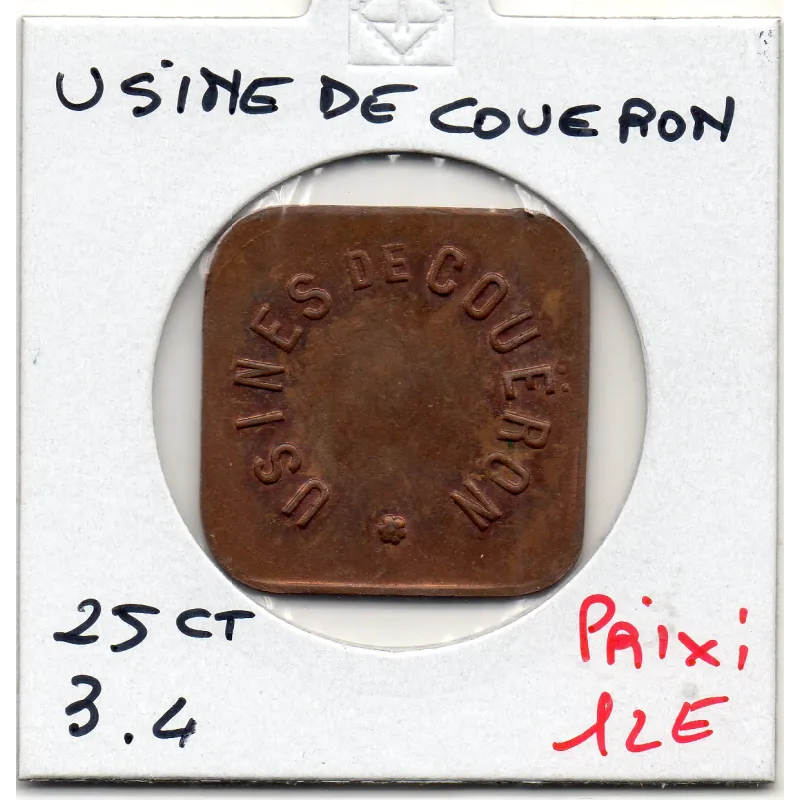 USINE DE COUERON
USINES DE COUËRON
25 CT
3.4
PRIX :
12E